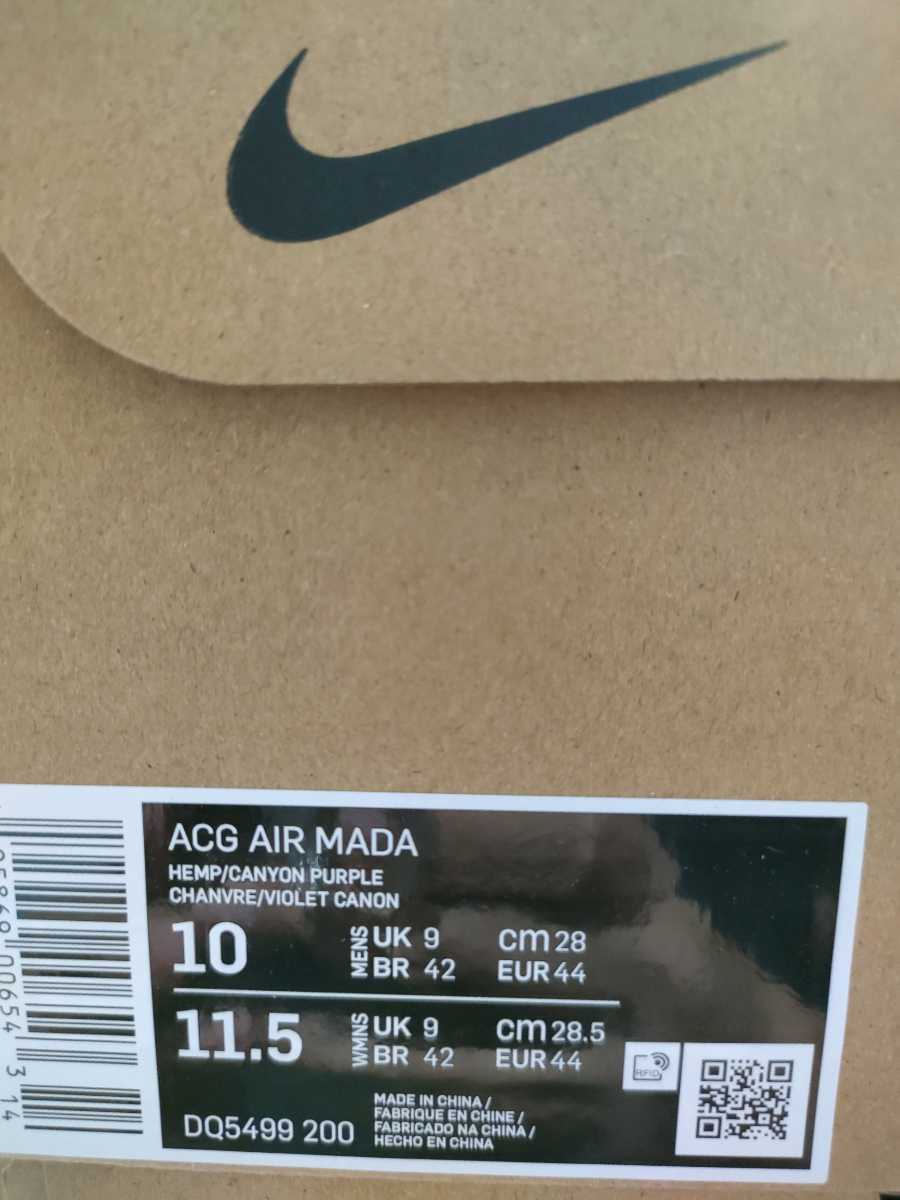 ACG AIR MADA
HEMP/CANYON PURPLE
CHANVRE/VIOLET CANON
10 MENS UK 9 cm 28
BR 42 EUR 44
11.5 WMNS UK 9 cm 28.5
BR 42 EUR 44
RFID
DQ5499 200
MADE IN CHINA /
FABRIQUE EN CHINE /
FABRICADO NA CHINA /
HECHO EN CHINA
00654 314